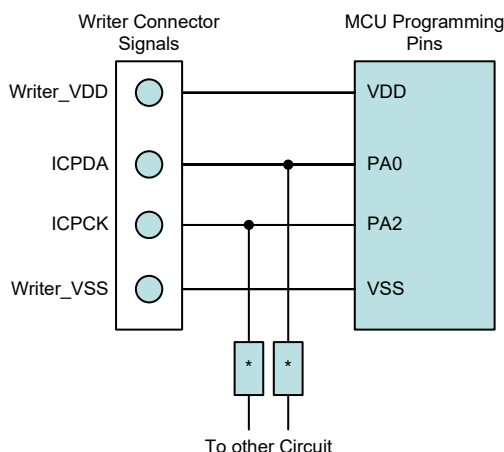 Writer Connector
Signals
MCU Programming
Pins
Writer_VDD
VDD
ICPDA
PA0
ICPCK
PA2
Writer_VSS
VSS
*
*
To other Circuit